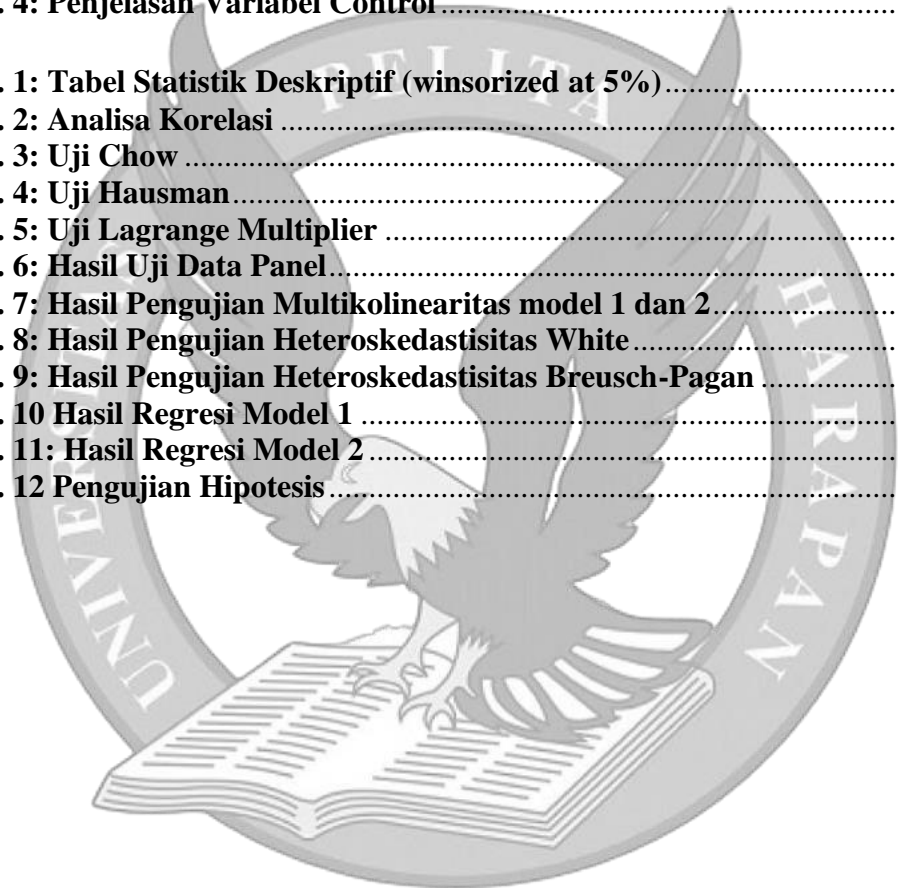 . 4: Penjelasan Variabel Control
. 1: Tabel Statistik Deskriptif (winsorized at 5%)
. 2: Analisa Korelasi
. 3: Uji Chow
. 4: Uji Hausman
. 5: Uji Lagrange Multiplier
. 6: Hasil Uji Data Panel
. 7: Hasil Pengujian Multikolinearitas model 1 dan 2
. 8: Hasil Pengujian Heteroskedastisitas White
. 9: Hasil Pengujian Heteroskedastisitas Breusch-Pagan
. 10 Hasil Regresi Model 1
. 11: Hasil Regresi Model 2
. 12 Pengujian Hipotesis
UNIVERSITAS PELITA HARAPAN